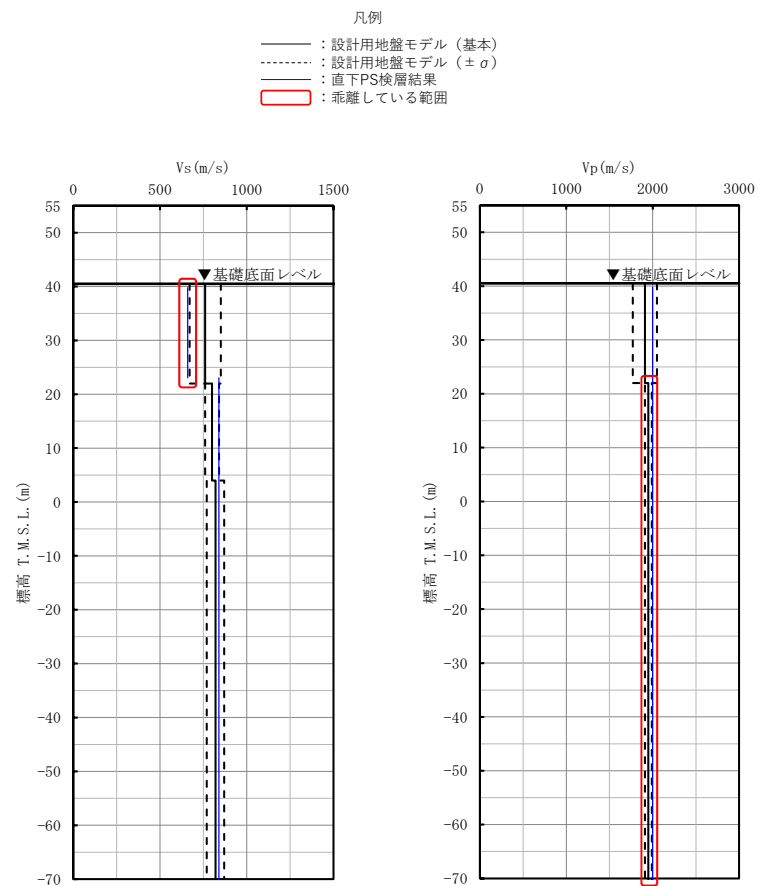 凡例
：設計用地盤モデル（基本）
：設計用地盤モデル（±σ）
：直下PS検層結果
：乖離している範囲
Vs(m/s)
0 500 1000 1500
55
50
40
30
20
10
0
-10
-20
-30
-40
-50
-60
-70
標高 T.M.S.L.(m)
▼基礎底面レベル
Vp(m/s)
0 1000 2000 3000
55
50
40
30
20
10
0
-10
-20
-30
-40
-50
-60
-70
標高 T.M.S.L.(m)
▼基礎底面レベル